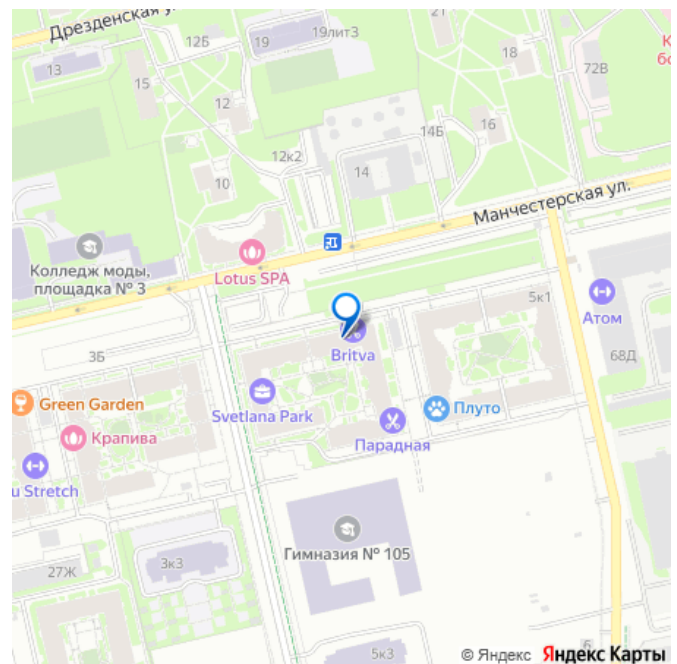 Дрезденская у
12Б
19
19литЗ
21
18
72В
К
бо
13
15
12
14Б
16
12к2
14
10
Манчестерская ул.
Колледж моды,
площадка № 3
Lotus SPA
5к1
Атом
68Д
3Б
Britva
Green Garden
Svetlana Park
Плуто
Крапива
Парадная
u Stretch
Гимназия № 105
27Ж
3к3
5к3
Б
© Яндекс Яндекс Карты